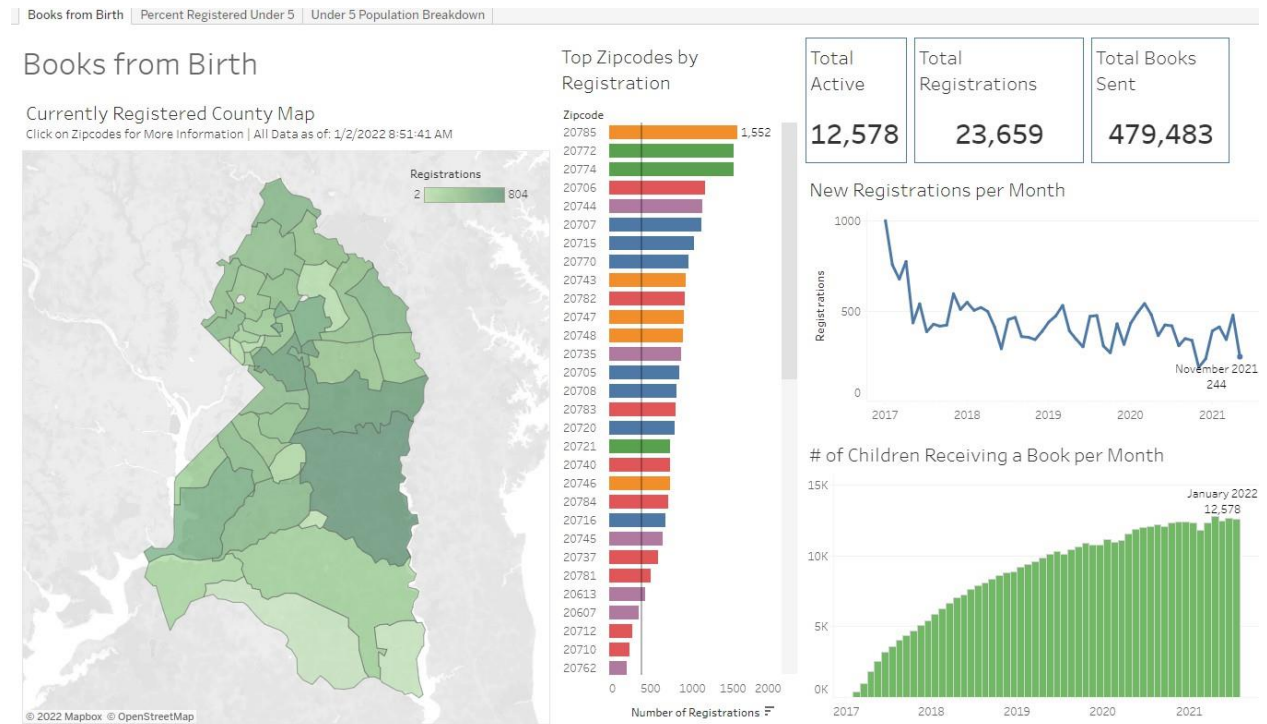 Books from Birth
Percent Registered Under 5
Under 5 Population Breakdown
Books from Birth
Currently Registered County Map
Click on Zipcodes for More Information | All Data as of: 1/2/2022 8:51:41 AM
Registrations
2
804
© 2022 Mapbox © OpenStreetMap
Top Zipcodes by
Registration
Zipcode
20785
1,552
20772
20774
20706
20744
20707
20715
20770
20743
20782
20747
20748
20735
20705
20708
20783
20720
20721
20740
20746
20784
20716
20745
20737
20781
20613
20607
20712
20710
20762
0 500 1000 1500 2000
Number of Registrations
Total
Active
12,578
Total
Registrations
23,659
Total Books
Sent
479,483
New Registrations per Month
Registrations
1000
500
0
November 2021
244
2017 2018 2019 2020 2021
# of Children Receiving a Book per Month
15K
10K
5K
0K
January 2022
12,578
2017 2018 2019 2020 2021